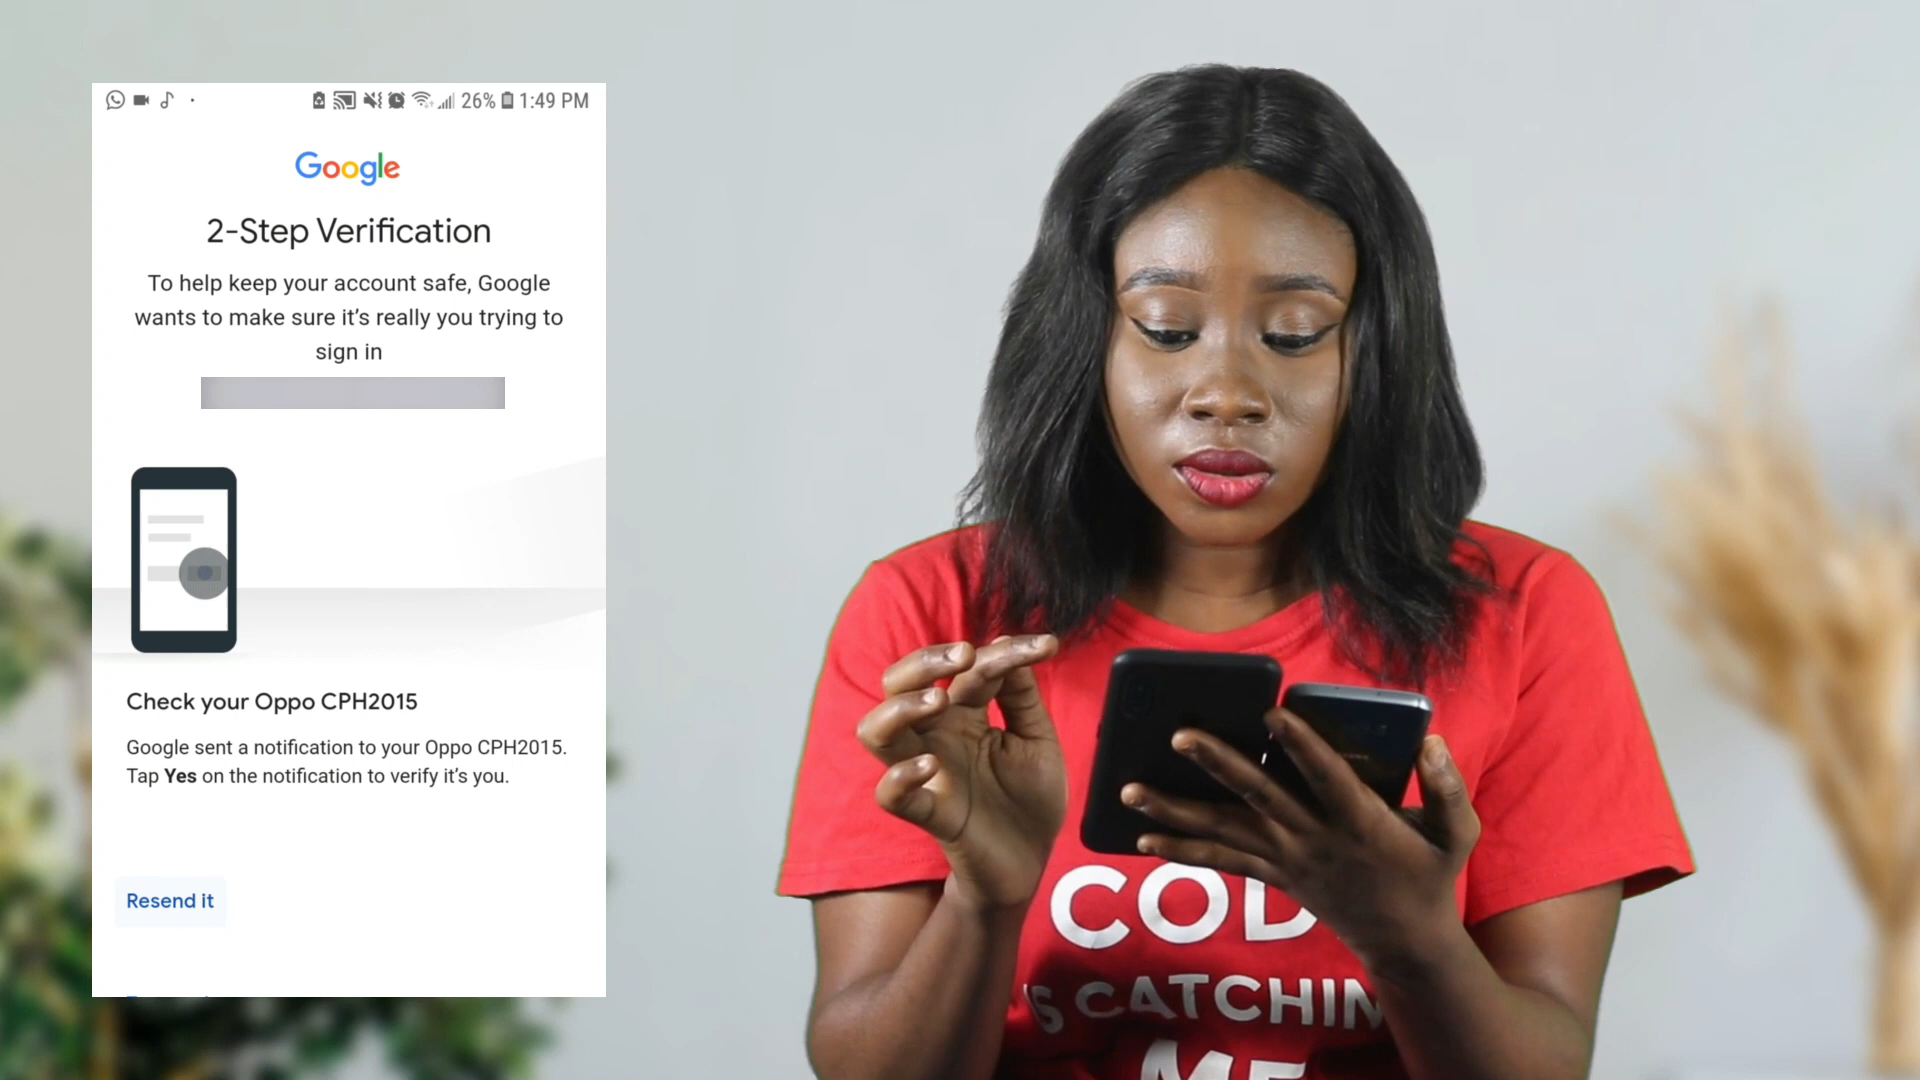 26% 1:49 PM
Google
2-Step Verification
To help keep your account safe, Google
wants to make sure it’s really you trying to
sign in
Check your Oppo CPH2015
Google sent a notification to your Oppo CPH2015.
Tap Yes on the notification to verify it’s you.
Resend it
COD
IS CATCHIN
ME